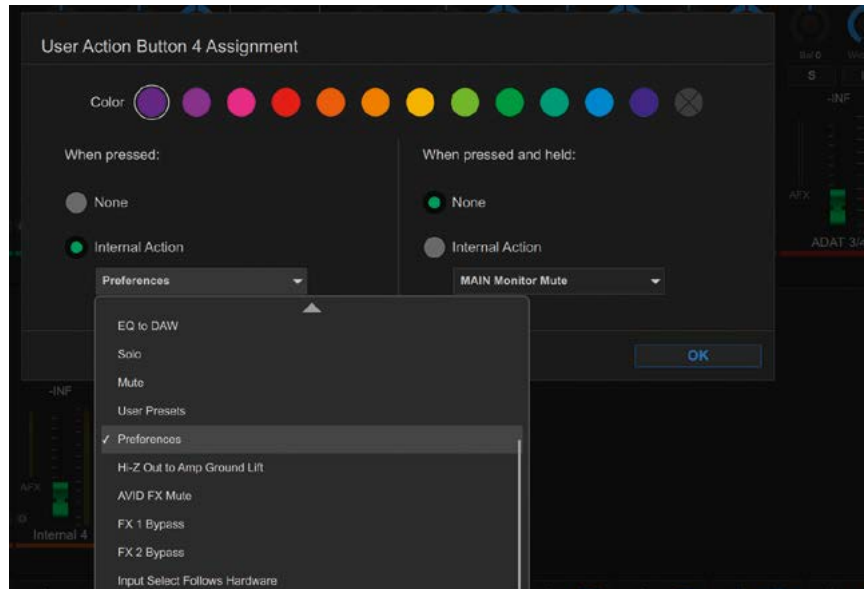 User Action Button 4 Assignment
Bal 0
S
Color
-INF
When pressed:
When pressed and held:
None
None
AFX
Internal Action
Internal Action
ADAT 3/4
Preferences
MAIN Monitor Mute
EQ to DAW
Solo
OK
Mute
-INF
User Presets
✓ Preferences
Hi-Z Out to Amp Ground Lift
AFX
AVID FX Mute
FX 1 Bypass
Internal 4
FX 2 Bypass
Input Select Follows Hardware